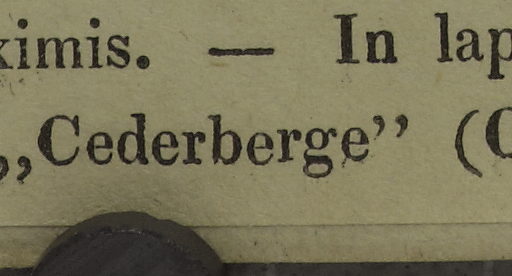 ximis. — In lap
„Cederberge” (C